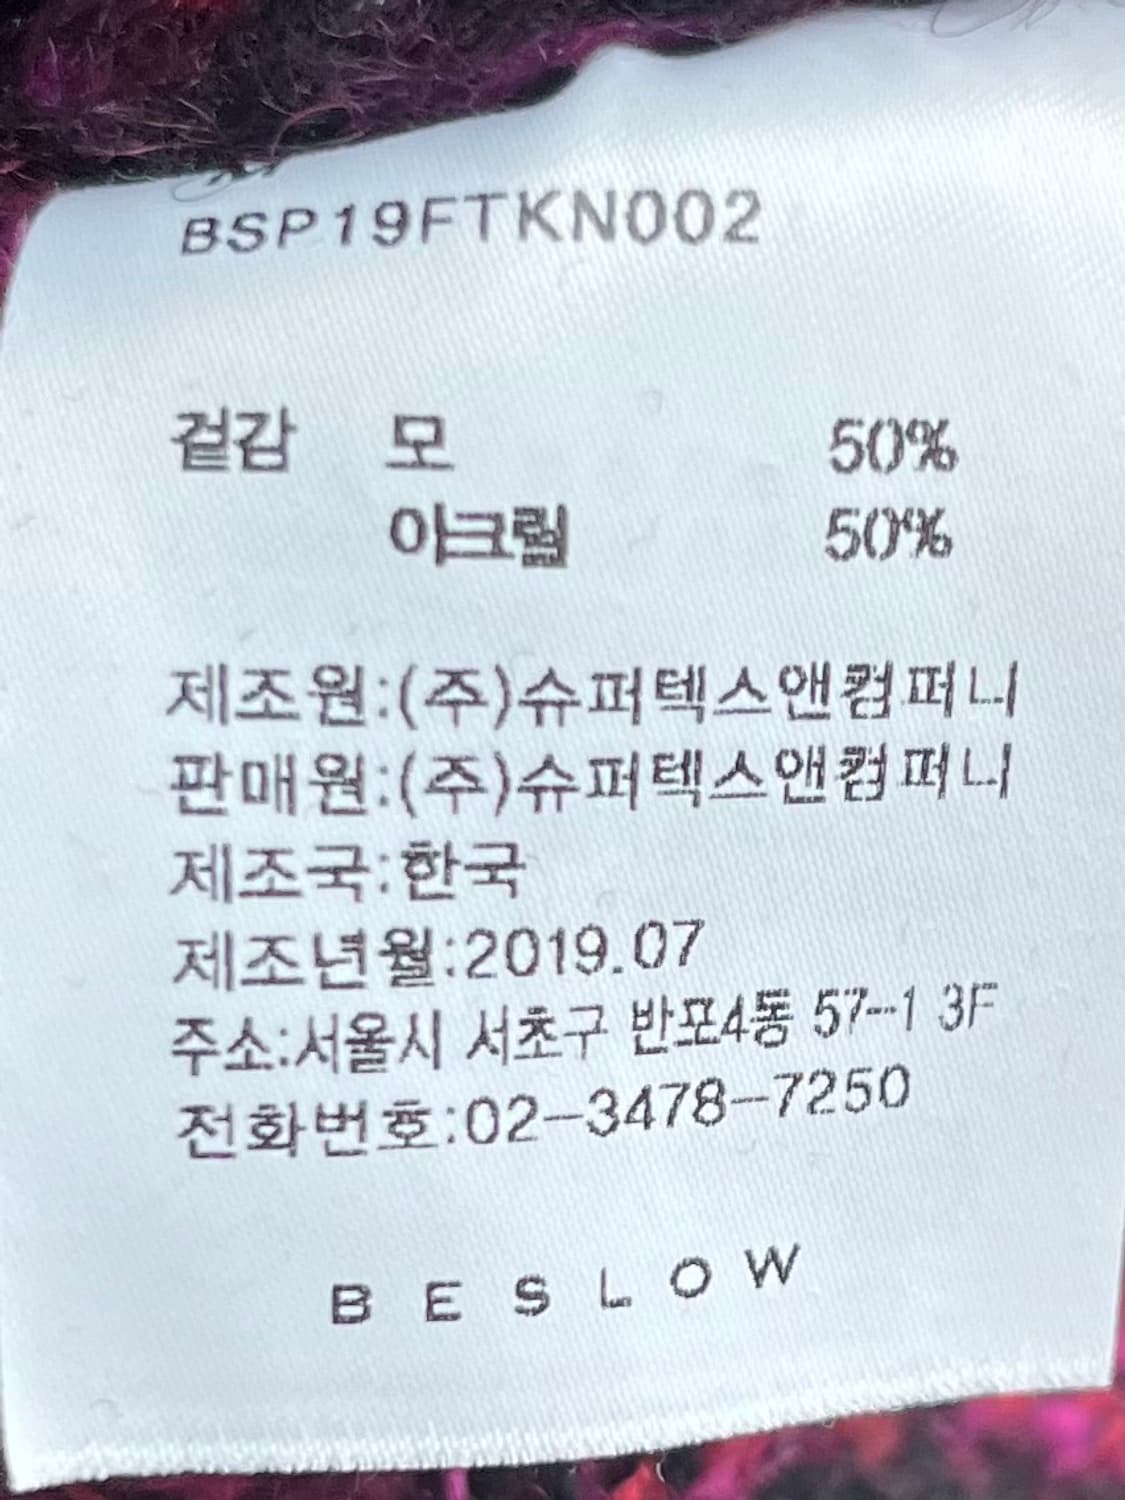 BSP19FTKN002
겉감 모 50%
아크릴 50%
제조원:(주)슈퍼텍스앤컴퍼니
판매원:(주)슈퍼텍스앤컴퍼니
제조국:한국
제조년월:2019.07
주소:서울시 서초구 반포4동 57-1 3F
전화번호:02-3478-7250
BESLOW